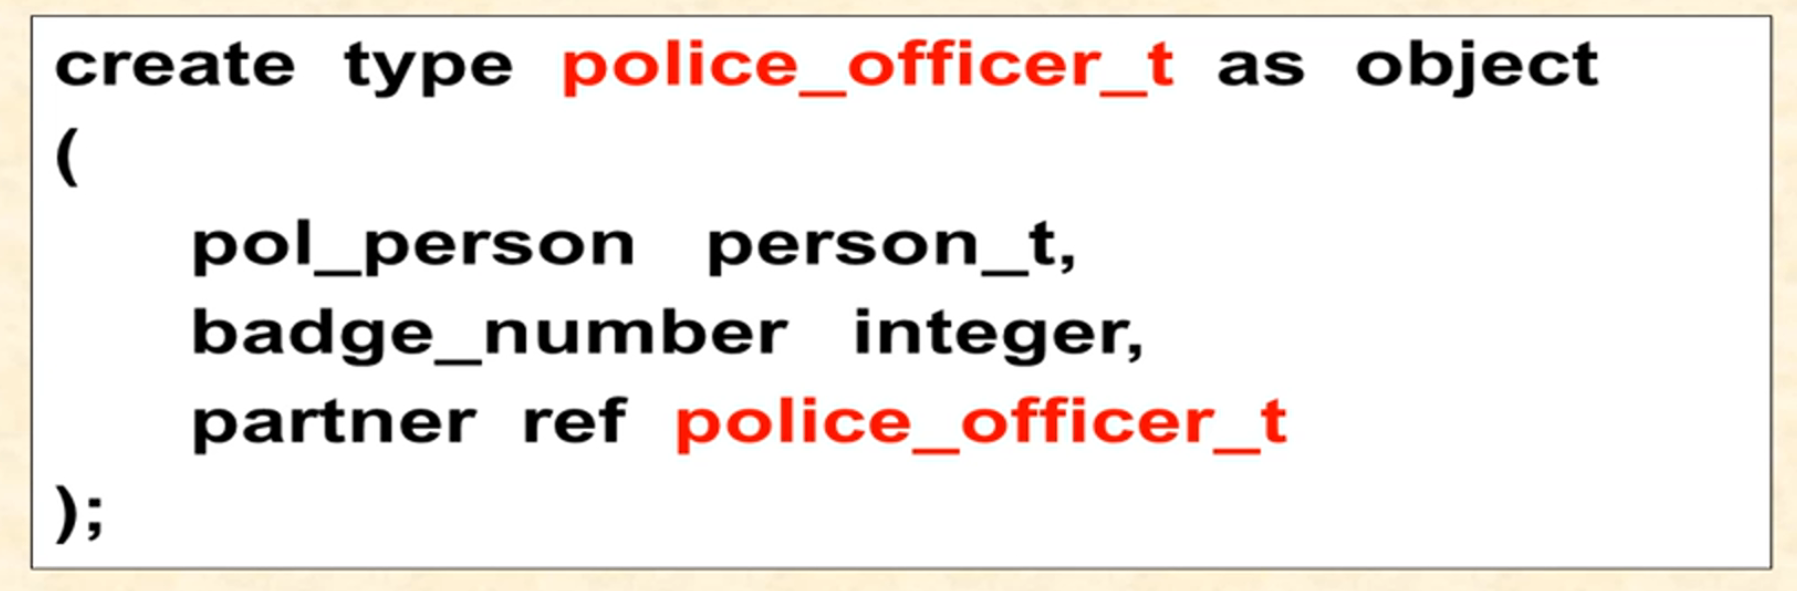 create type police_officer_t as object
(
pol_person person_t,
badge_number integer,
partner ref police_officer_t
);